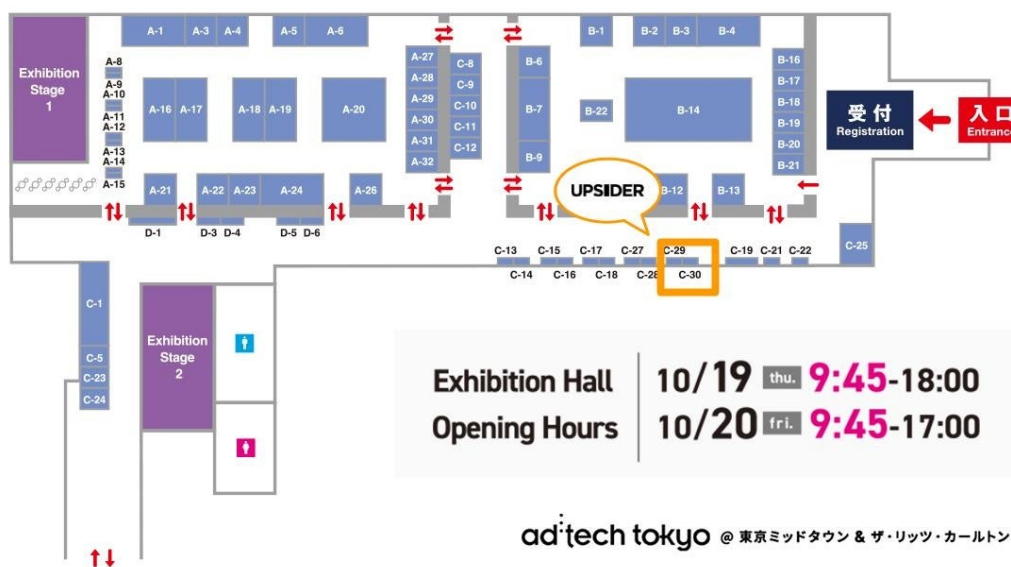 A-1 A-3 A-4 A-5 A-6
B-1 B-2 B-3 B-4
Exhibition
Stage
1
A-8
A-9
A-10
A-11
A-12
A-13
A-14
A-15
A-16 A-17 A-18 A-19 A-20
A-27
A-28
A-29
A-30
A-31
A-32
C-8
C-9
C-10
C-11
C-12
B-6
B-7
B-9
B-22
B-14
B-16
B-17
B-18
B-19
B-20
B-21
受付
Registration
入口
Entrance
A-21 A-22 A-23 A-24 A-26
UPSIDER
B-12 B-13
D-1 D-3 D-4 D-5 D-6
C-13 C-15 C-17 C-27 C-29 C-19 C-21 C-22
C-14 C-16 C-18 C-28 C-30
C-25
C-1
C-5
C-23
C-24
Exhibition
Stage
2
Exhibition Hall 10/19 thu. 9:45-18:00
Opening Hours 10/20 fri. 9:45-17:00
ad:tech tokyo @ 東京ミッドタウン & ザ・リッツ・カールトン